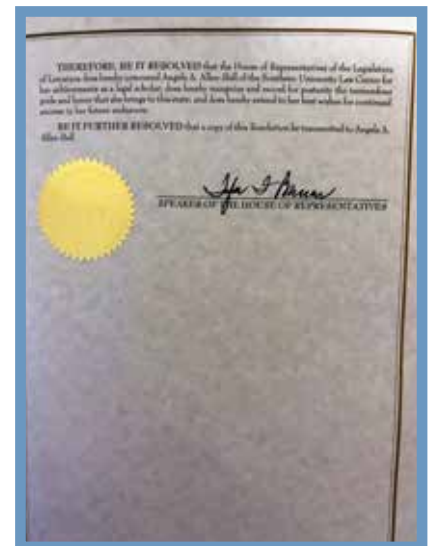 THEREFORE, BE IT RESOLVED that the House of Representatives of the Legislature
of Louisiana does hereby commend Angela A. Allen-Bell of the Southern University Law Center for
her achievements as a legal scholar, does hereby recognize and record for posterity the tremendous
pride and honor that she brings to this state, and does hereby extend to her best wishes for continued
success in her future endeavors.
BE IT FURTHER RESOLVED that a copy of this Resolution be transmitted to Angela A.
Allen-Bell.
SPEAKER OF THE HOUSE OF REPRESENTATIVES